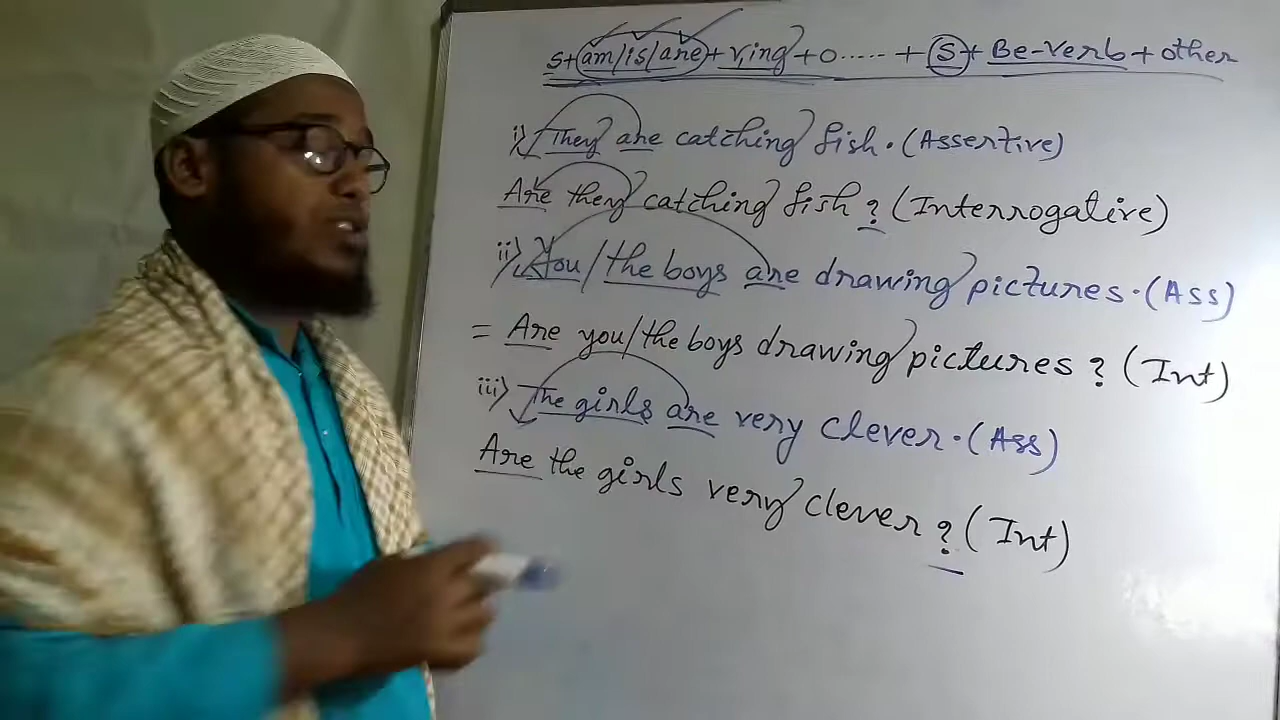 s+am/is/are+v,ing+o.....+(S)+Be-verb+other
i) They are catching fish.(Assertive)
Are they catching fish?(Interrogative)
ii) You/the boys are drawing pictures.(Ass)
= Are you/the boys drawing pictures?(Int)
iii) The girls are very clever.(Ass)
Are the girls very clever?(Int)